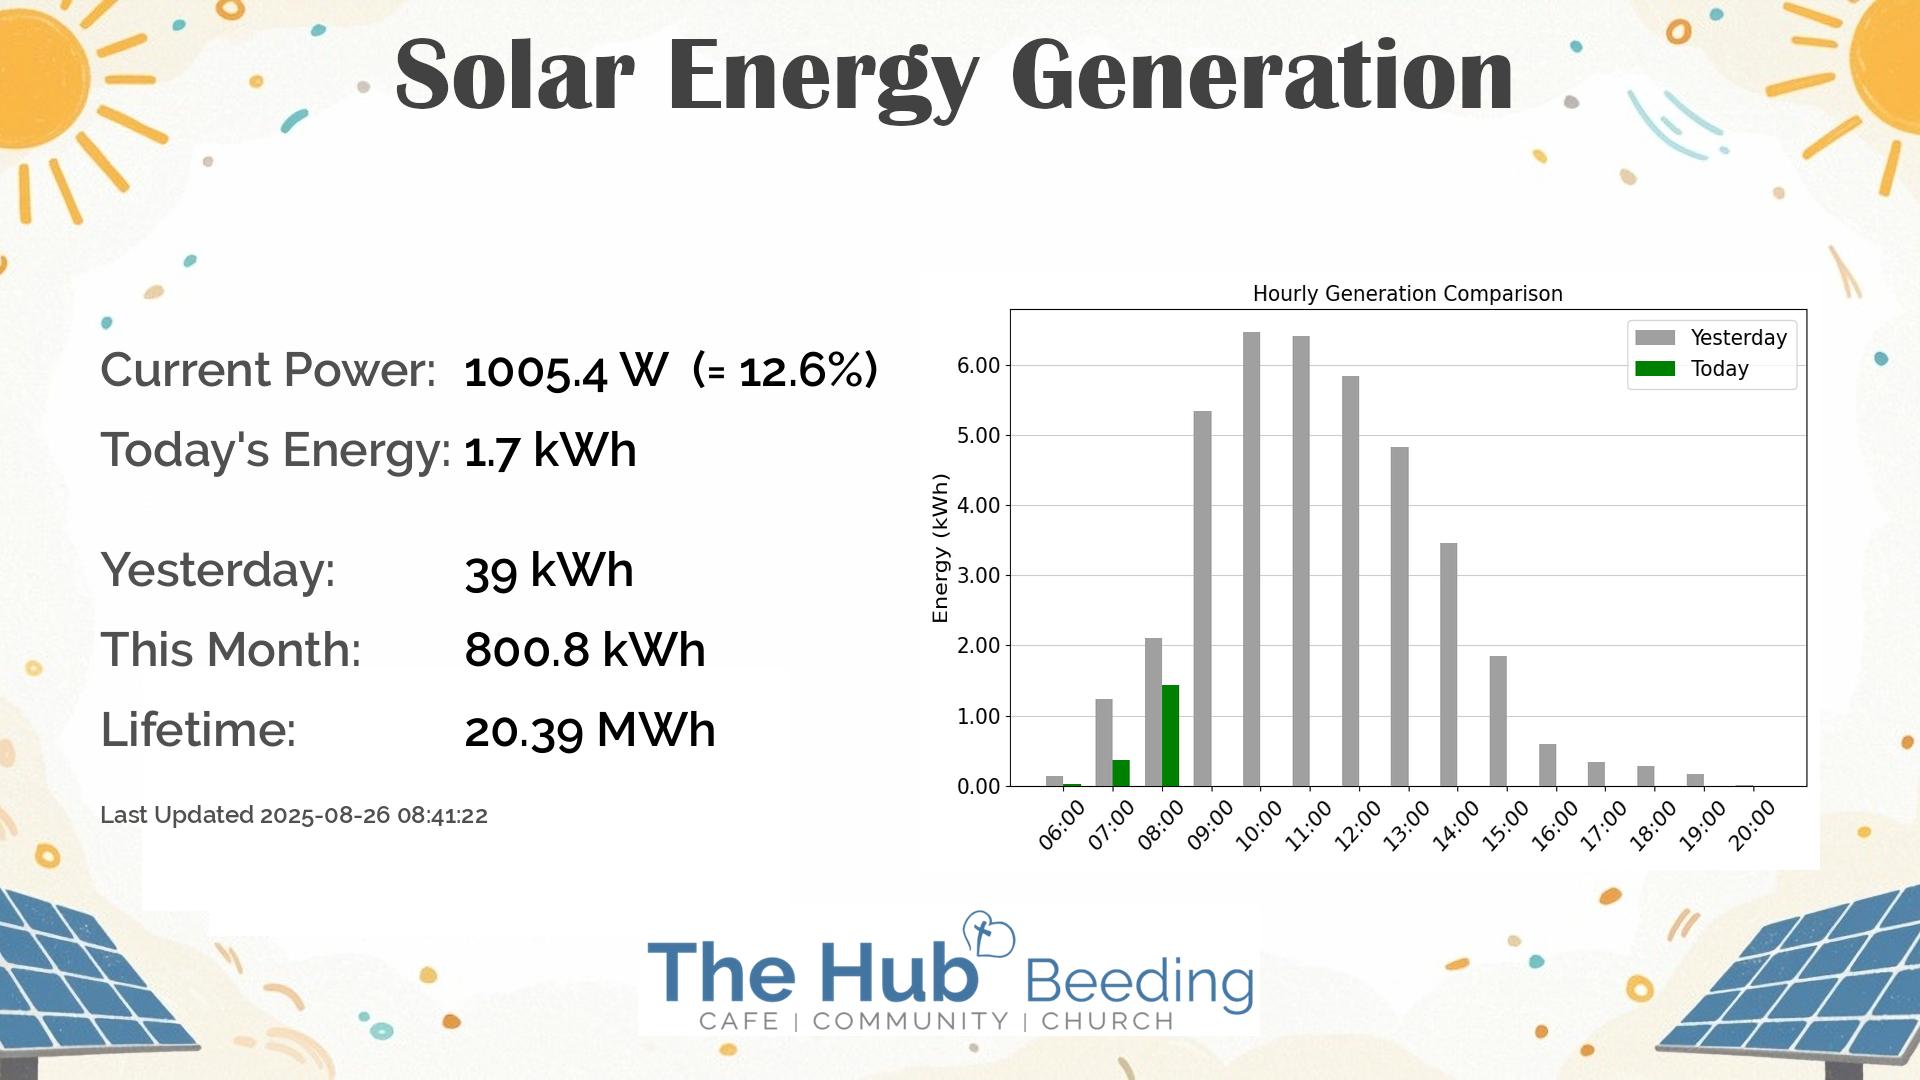 Solar Energy Generation
Current Power: 1005.4 W (= 12.6%)
Today's Energy: 1.7 kWh
Yesterday: 39 kWh
This Month: 800.8 kWh
Lifetime: 20.39 MWh
Last Updated 2025-08-26 08:41:22
Hourly Generation Comparison
Yesterday
Today
Energy (kWh)
6.00
5.00
4.00
3.00
2.00
1.00
0.00
06:00 07:00 08:00 09:00 10:00 11:00 12:00 13:00 14:00 15:00 16:00 17:00 18:00 19:00 20:00
The Hub Beeding
CAFE | COMMUNITY | CHURCH